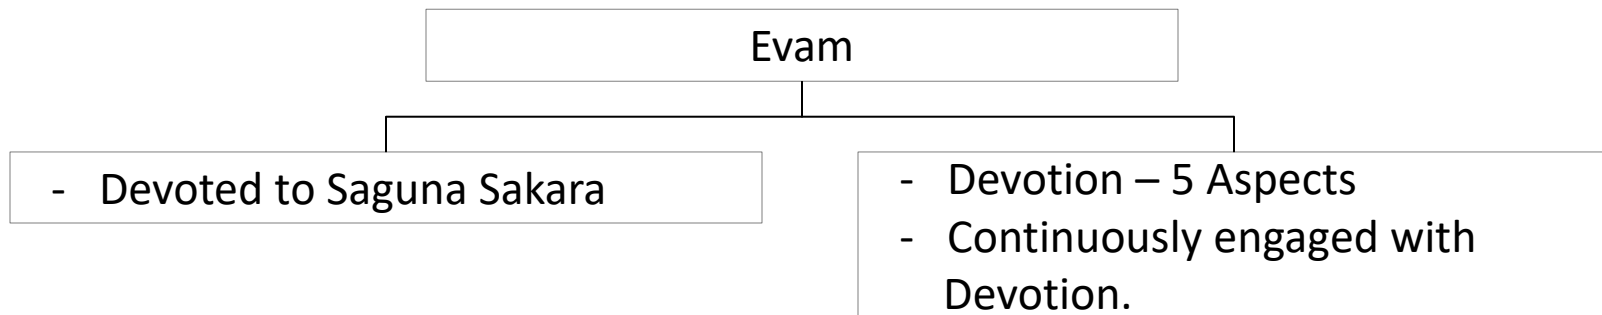 Evam
- Devoted to Saguna Sakara
- Devotion – 5 Aspects
- Continuously engaged with
Devotion.